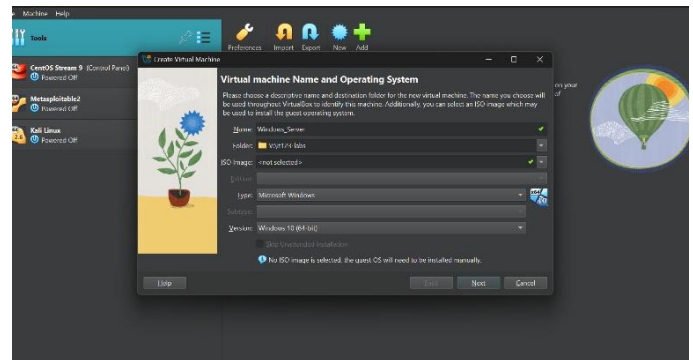 Machine Help
Tools
Preferences Import Export New Add
CentOS Stream 9 (Control Panel)
Powered Off
Metasploitable2
Powered Off
Kali Linux
Powered Off
Create Virtual Machine
Virtual machine Name and Operating System
Please choose a descriptive name and destination folder for the new virtual machine. The name you choose will
be used throughout VirtualBox to identify this machine. Additionally, you can select an ISO image which may
be used to install the guest operating system.
Name: Windows_Server
Folder:
ISO Image: <not selected>
Edition:
Type: Microsoft Windows
Subtype:
Version: Windows 10 (64-bit)
Skip Unattended Installation
No ISO image is selected, the guest OS will need to be installed manually.
Help Back Next Cancel